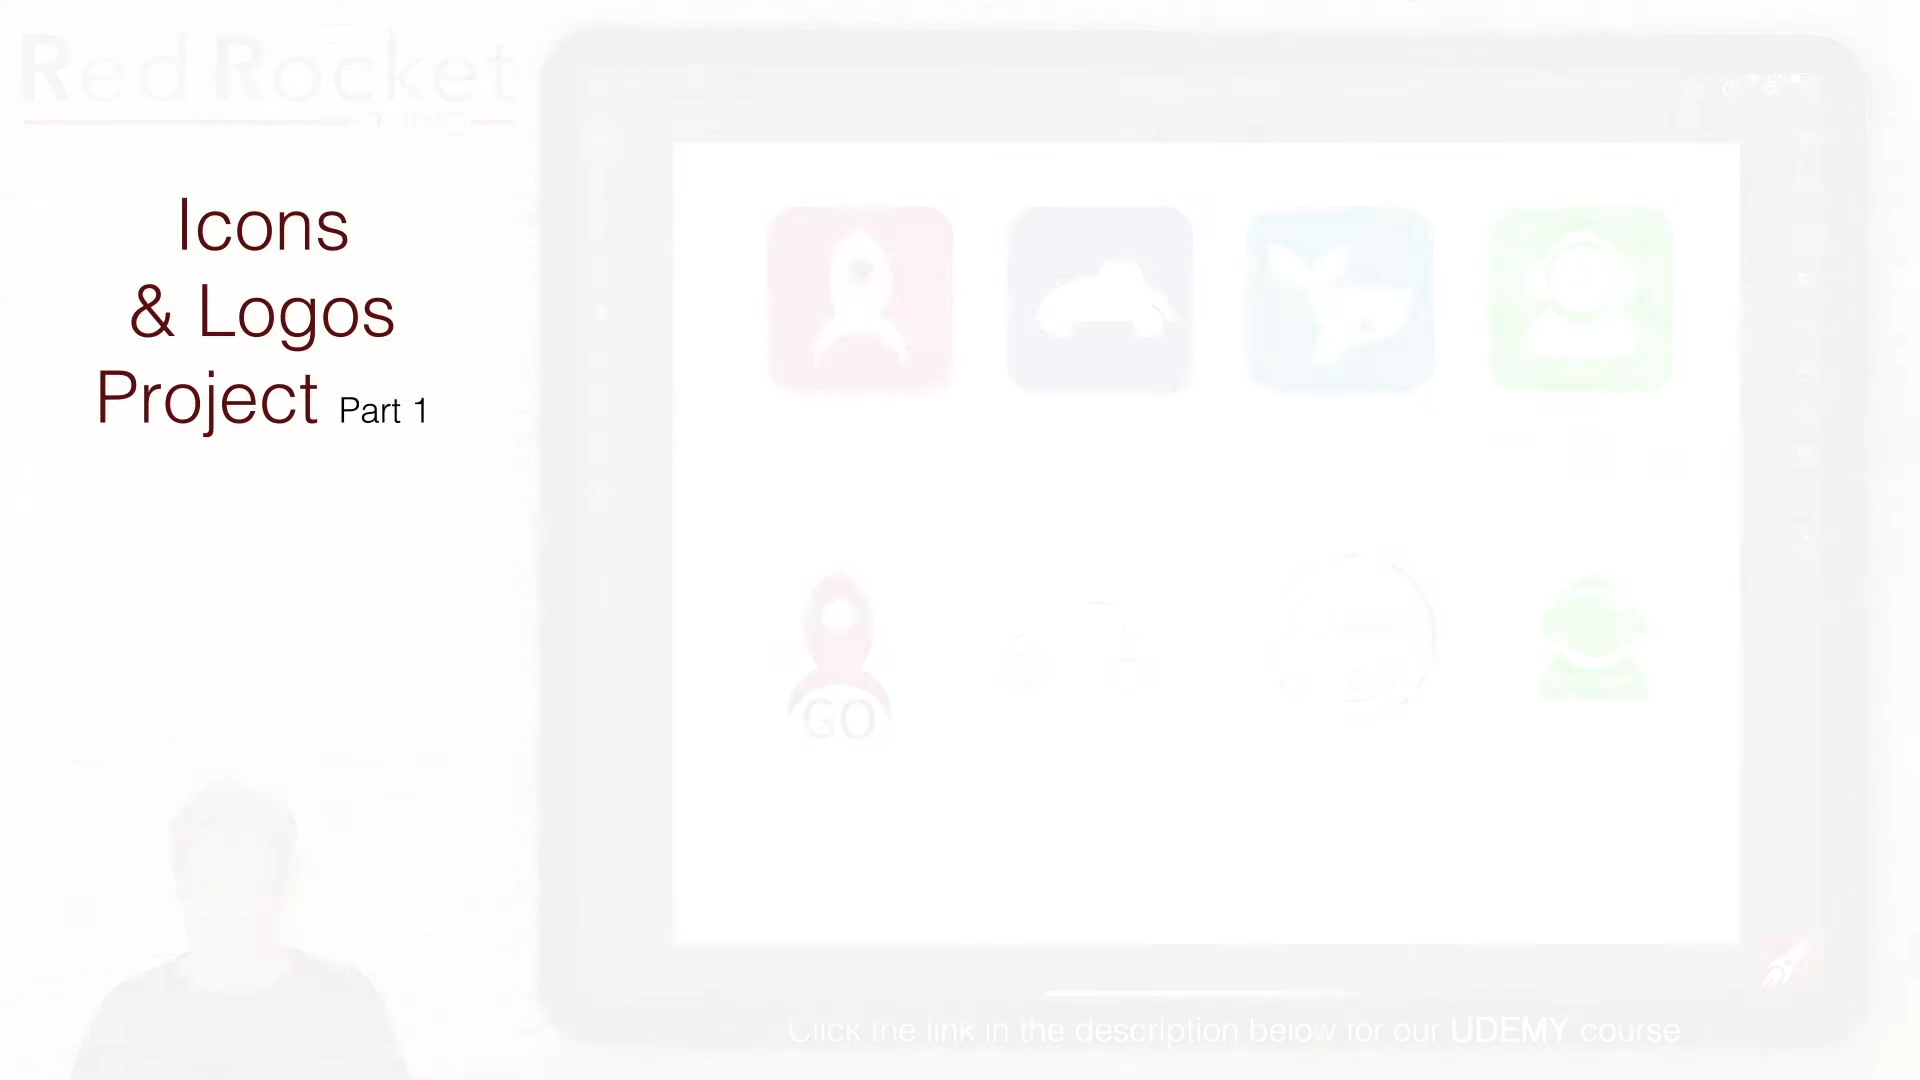 Red Rocket
Icons
& Logos
Project Part 1
GO
Click the link in the description below for our UDEMY course